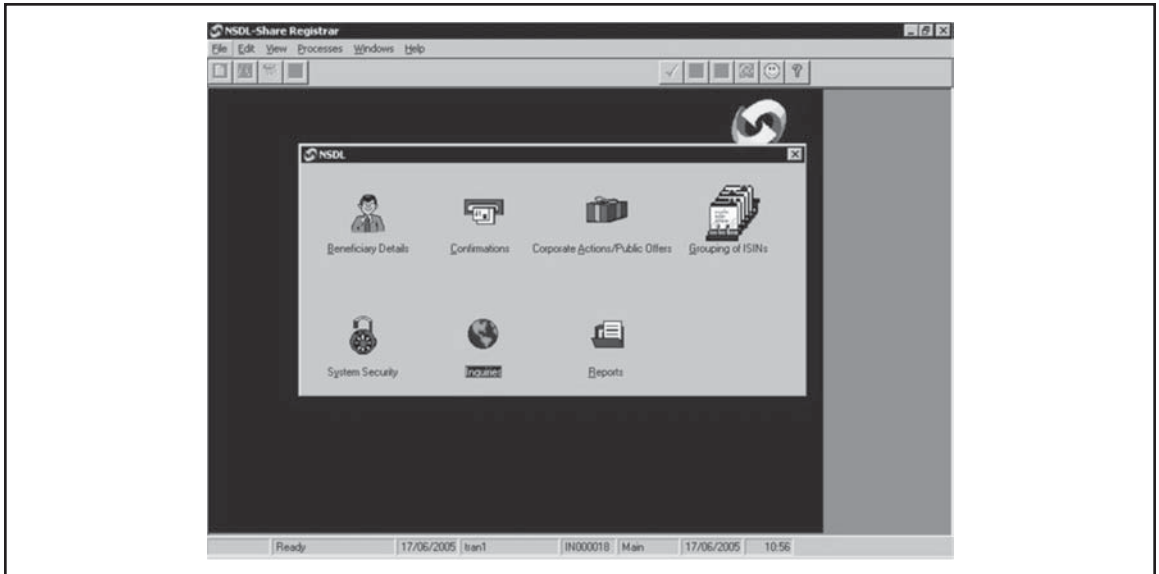 NSDL-Share Registrar
File Edit View Processes Windows Help
NSDL
Beneficiary Details Confirmations Corporate Actions/Public Offers Grouping of ISINs
System Security Inquiries Reports
Ready 17/06/2005 tran1 IN000018 Main 17/06/2005 10:56